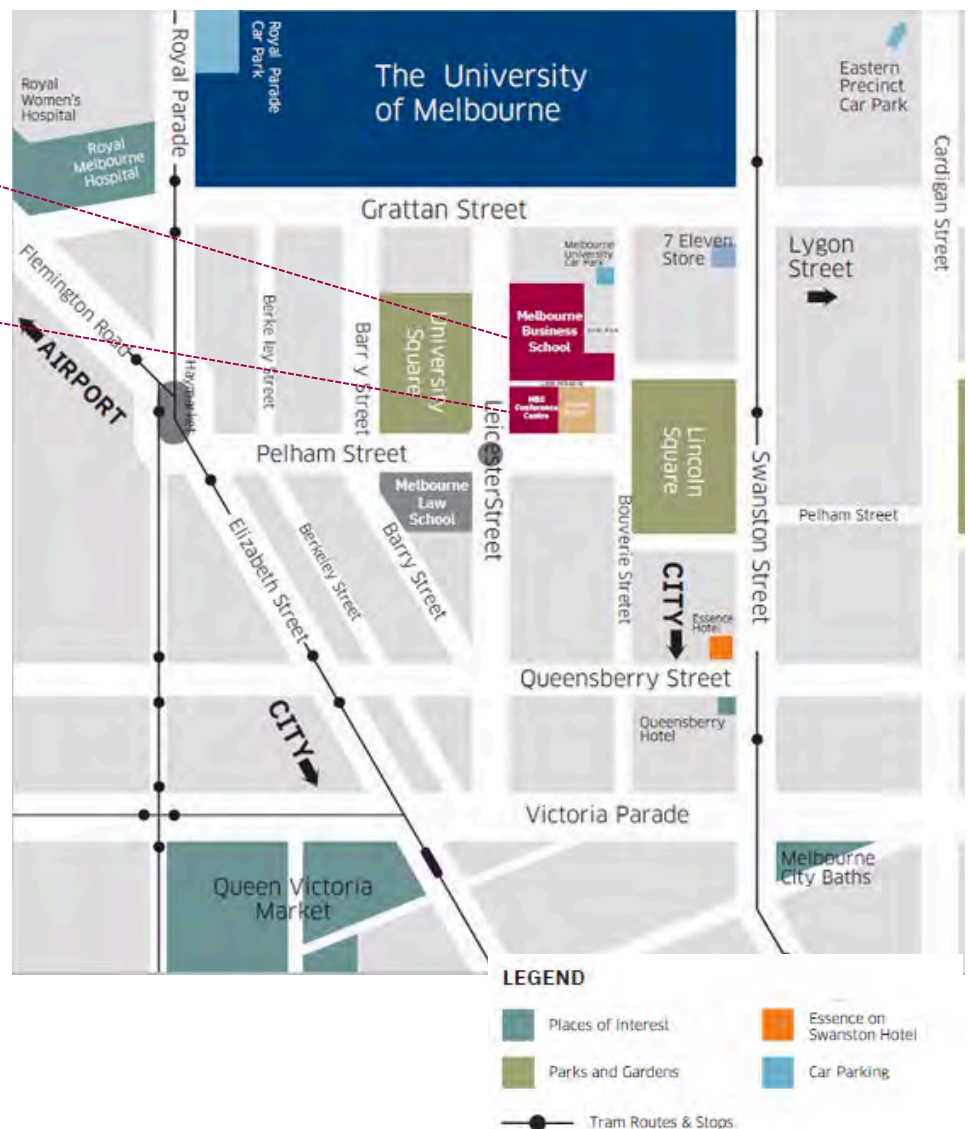 Royal Parade
Royal Parade
Car Park
The University
of Melbourne
Eastern
Precinct
Car Park
Royal
Women's
Hospital
Royal
Melbourne
Hospital
Cardigan Street
Grattan Street
Flemington Road
AIRPORT
Haymarket
Berkeley Street
Barry Street
University
Square
Melbourne
University
Car Park
7 Eleven
Store
Lygon
Street
Melbourne
Business
School
MBS
Conference
Centre
Leicester Street
Lincoln
Square
Swanston Street
Pelham Street
Melbourne
Law
School
Pelham Street
Elizabeth Street
Berkeley Street
Barry Street
Bouverie Stretet
CITY
Essence
Hotel
Queensberry Street
Queensberry
Hotel
CITY
Victoria Parade
Queen Victoria
Market
Melbourne
City Baths
LEGEND
Places of Interest
Essence on
Swanston Hotel
Parks and Gardens
Car Parking
Tram Routes & Stops